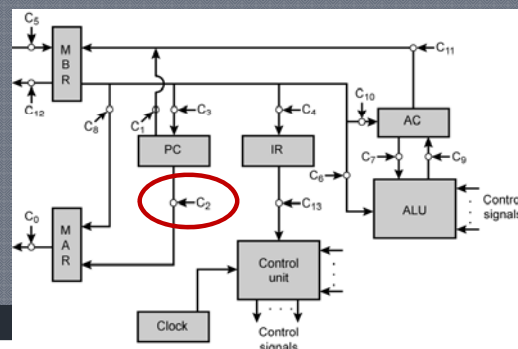 C5
M
B
R
C11
C12
C8
C1
C3
C4
C10
AC
PC
IR
C7
C9
C6
C2
C13
ALU
Control
signals
C0
M
A
R
Control
unit
Clock
Control
signals